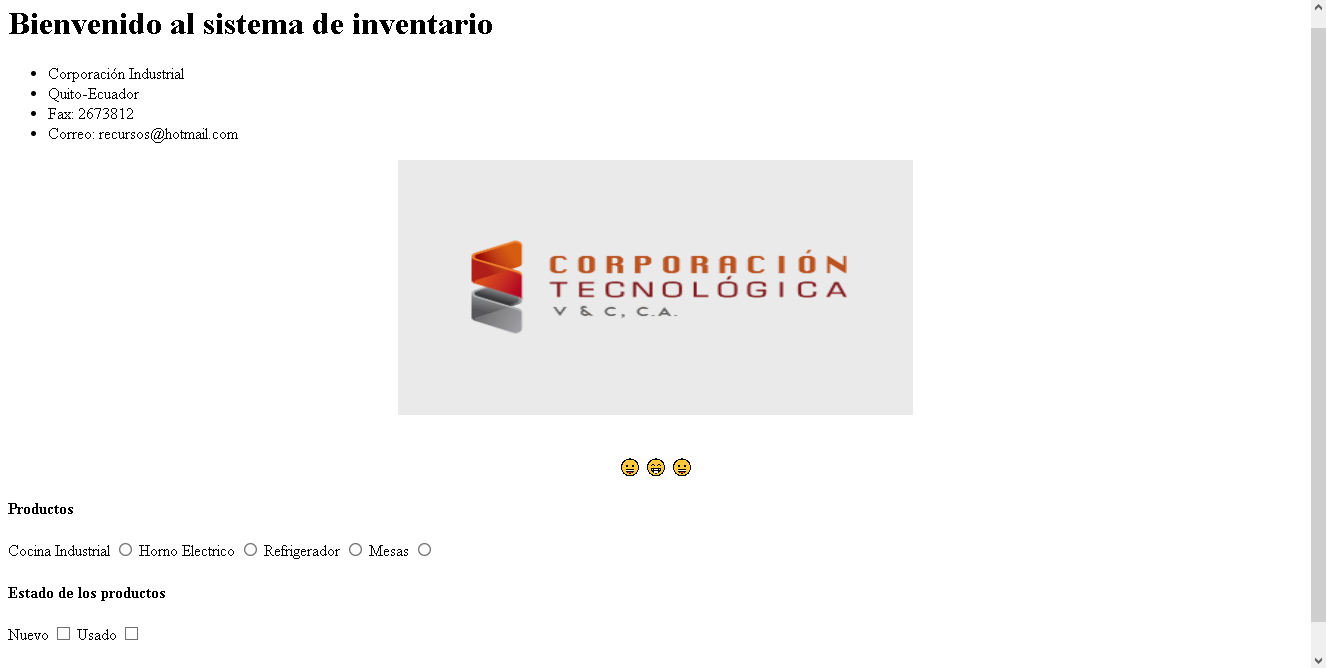 Bienvenido al sistema de inventario
Corporación Industrial
Quito-Ecuador
Fax: 2673812
Correo: recursos@hotmail.com
CORPORACIÓN
TECNOLÓGICA
V & C, C.A.
Productos
Cocina Industrial Horno Electrico Refrigerador Mesas
Estado de los productos
Nuevo Usado